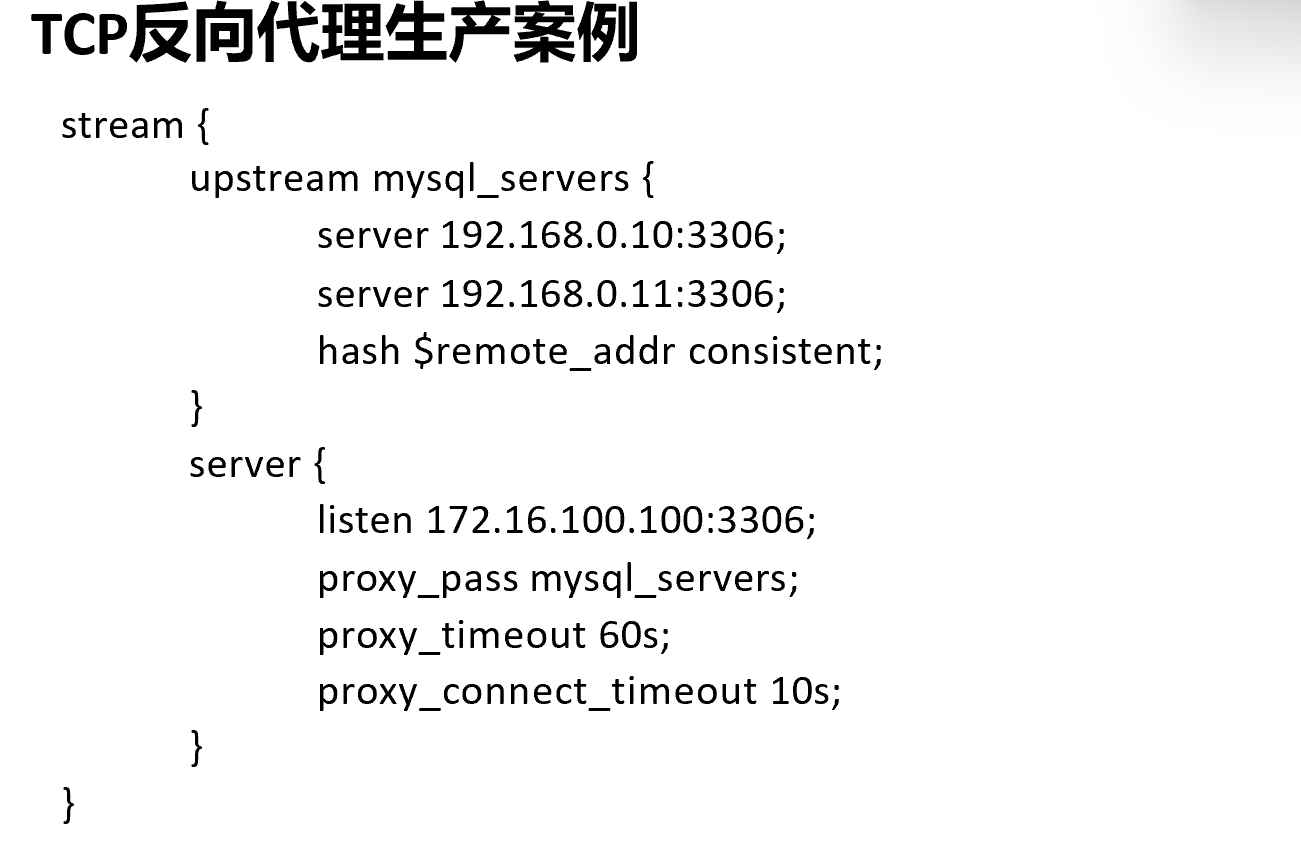 TCP反向代理生产案例
stream {
upstream mysql_servers {
server 192.168.0.10:3306;
server 192.168.0.11:3306;
hash $remote_addr consistent;
}
server {
listen 172.16.100.100:3306;
proxy_pass mysql_servers;
proxy_timeout 60s;
proxy_connect_timeout 10s;
}
}